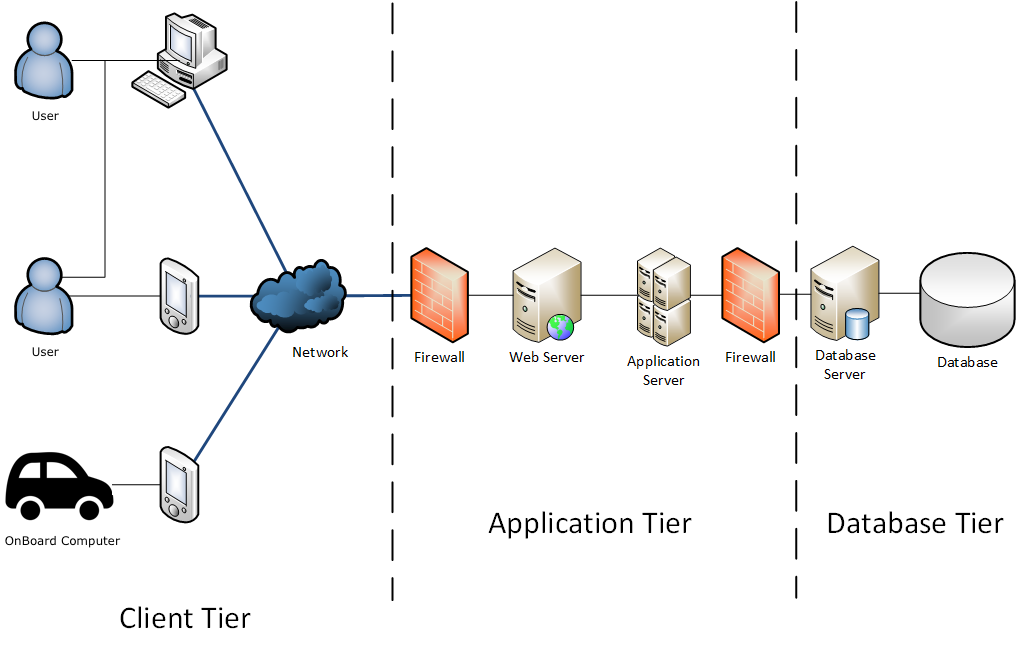 User
User
OnBoard Computer
Network
Client Tier
Firewall
Web Server
Application
Server
Firewall
Application Tier
Database
Server
Database
Database Tier